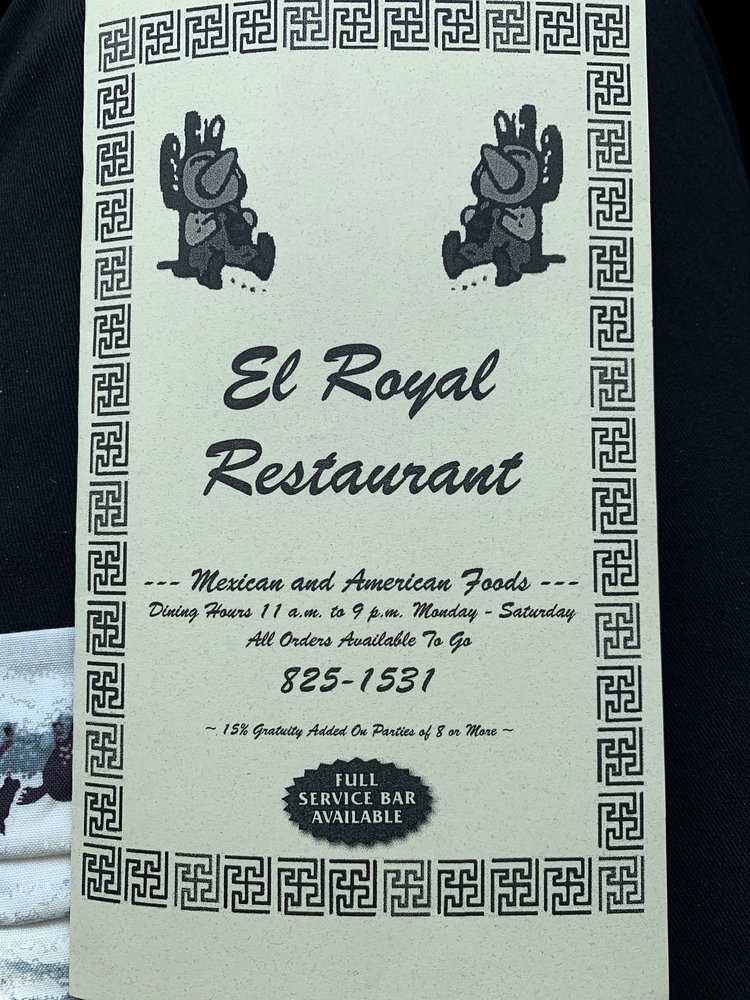 El Royal
Restaurant
--- Mexican and American Foods ---
Dining Hours 11 a.m. to 9 p.m. Monday - Saturday
All Orders Available To Go
825-1531
~ 15% Gratuity Added On Parties of 8 or More ~
FULL
SERVICE BAR
AVAILABLE